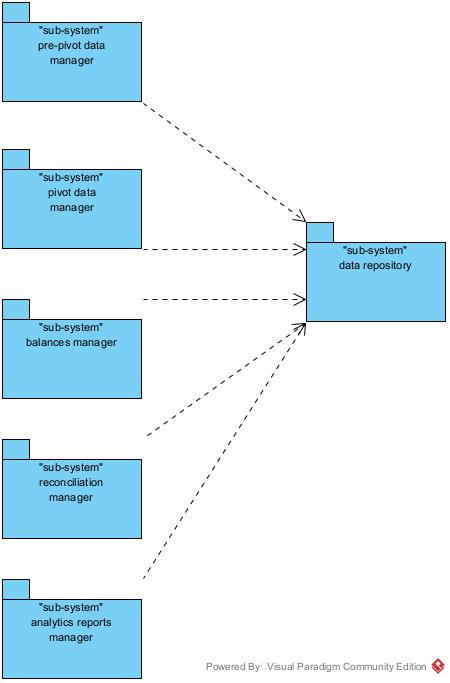 "sub-system"
pre-pivot data
manager
"sub-system"
pivot data
manager
"sub-system"
data repository
"sub-system"
balances manager
"sub-system"
reconciliation
manager
"sub-system"
analytics reports
manager
Powered By Visual Paradigm Community Edition